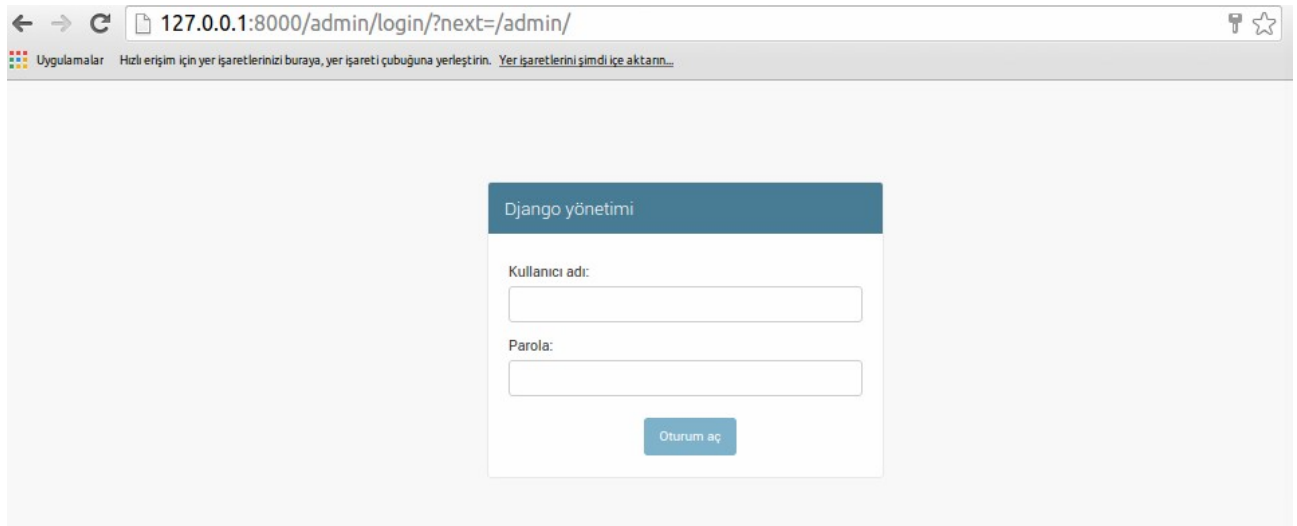 127.0.0.1:8000/admin/login/?next=/admin/
Uygulamalar Hızlı erişim için yer işaretlerinizi buraya, yer işareti çubuğuna yerleştirin. Yer işaretlerini şimdi içe aktarın...
Django yönetimi
Kullanıcı adı:
Parola:
Oturum aç